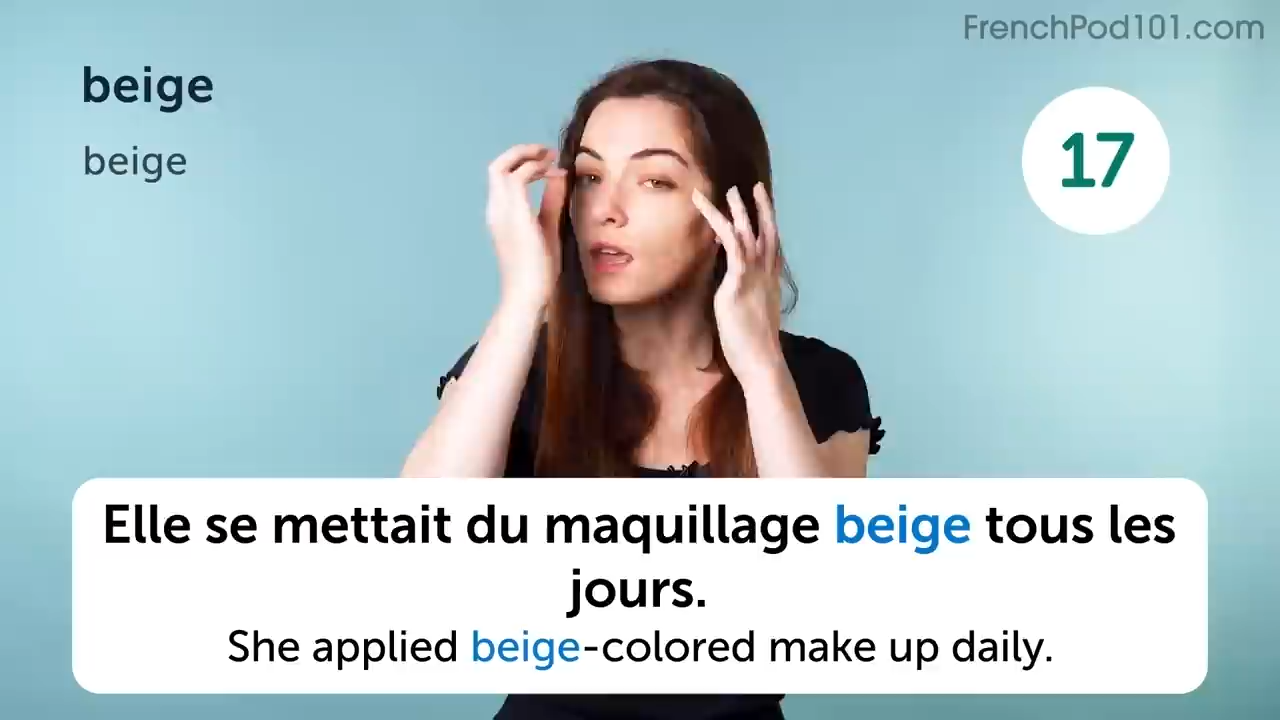 FrenchPod101.com
beige
beige
17
Elle se mettait du maquillage beige tous les
jours.
She applied beige-colored make up daily.